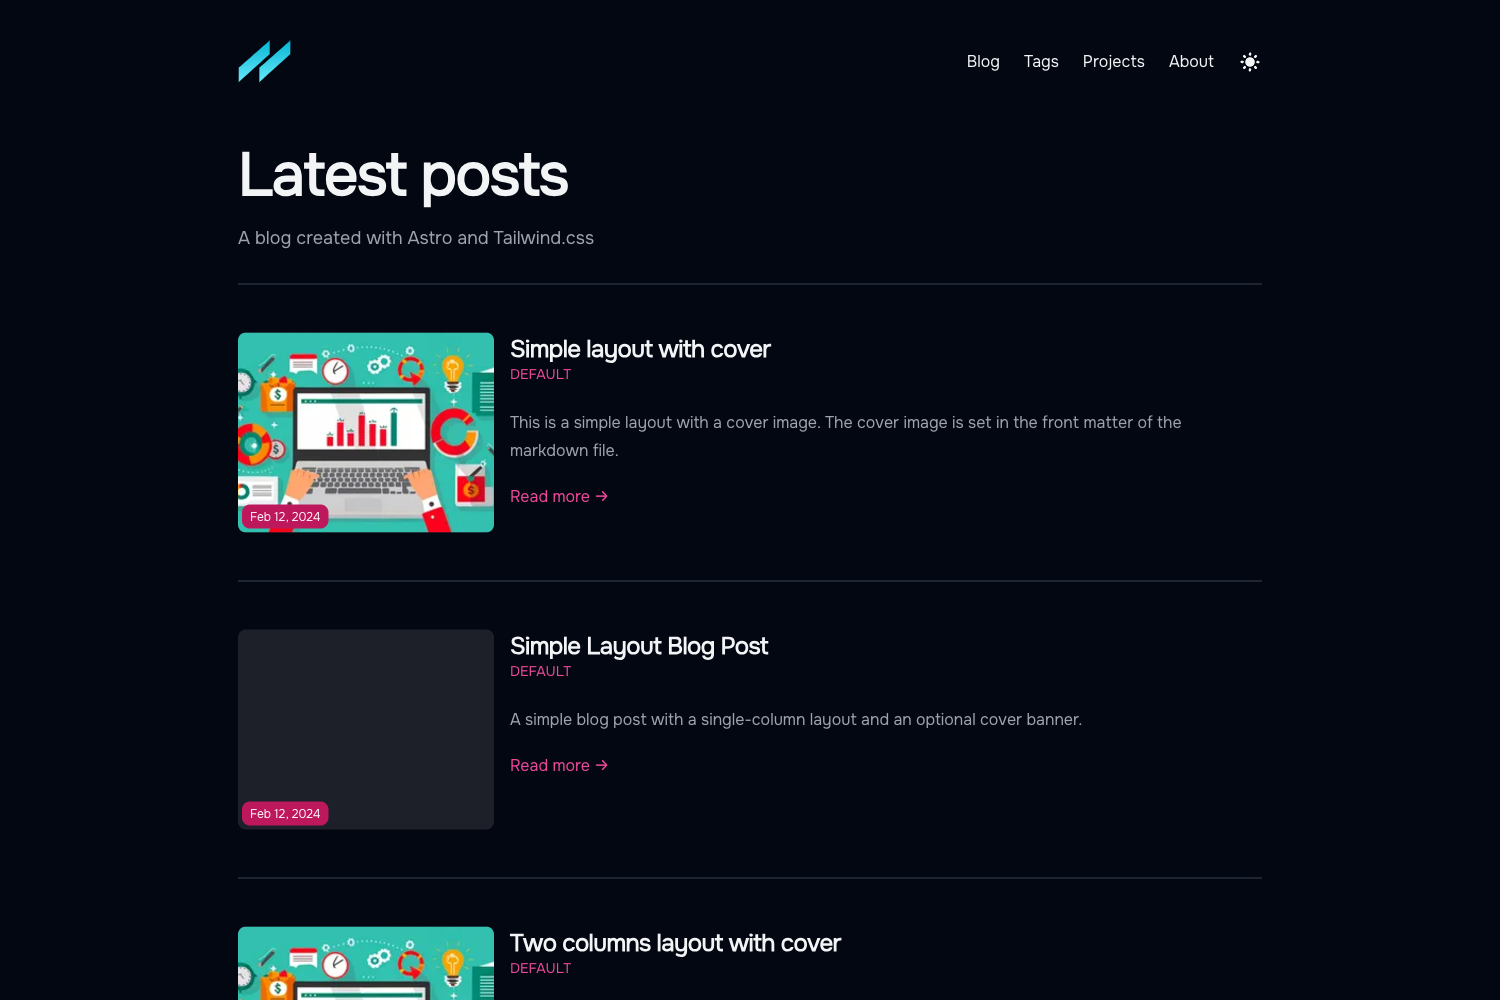 Blog Tags Projects About
Latest posts
A blog created with Astro and Tailwind.css
Simple layout with cover
DEFAULT
This is a simple layout with a cover image. The cover image is set in the front matter of the
markdown file.
Read more →
Feb 12, 2024
Simple Layout Blog Post
DEFAULT
A simple blog post with a single-column layout and an optional cover banner.
Read more →
Feb 12, 2024
Two columns layout with cover
DEFAULT